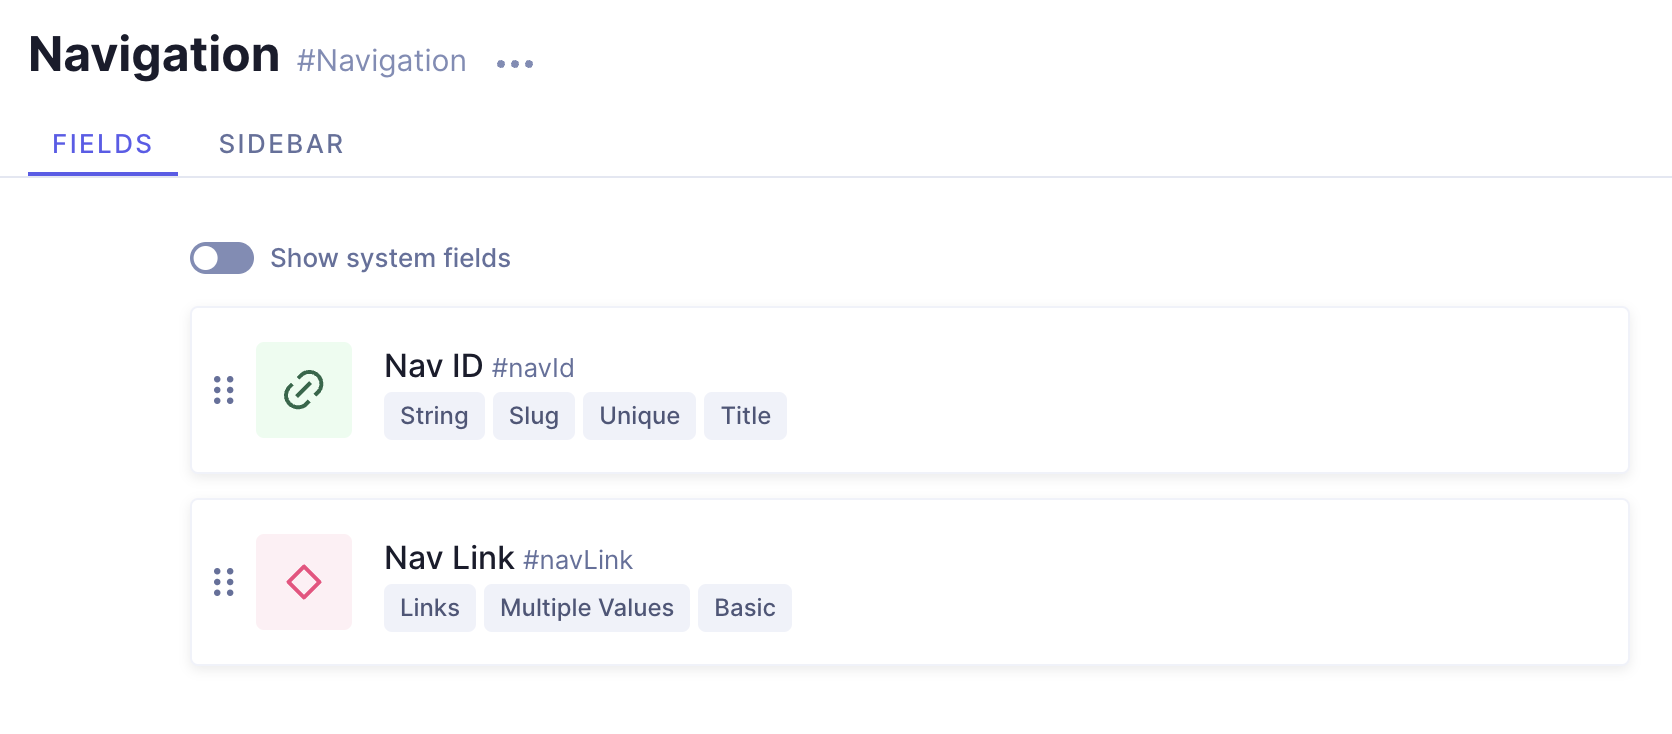 Navigation #Navigation
FIELDS SIDEBAR
Show system fields
Nav ID #navId
String Slug Unique Title
Nav Link #navLink
Links Multiple Values Basic